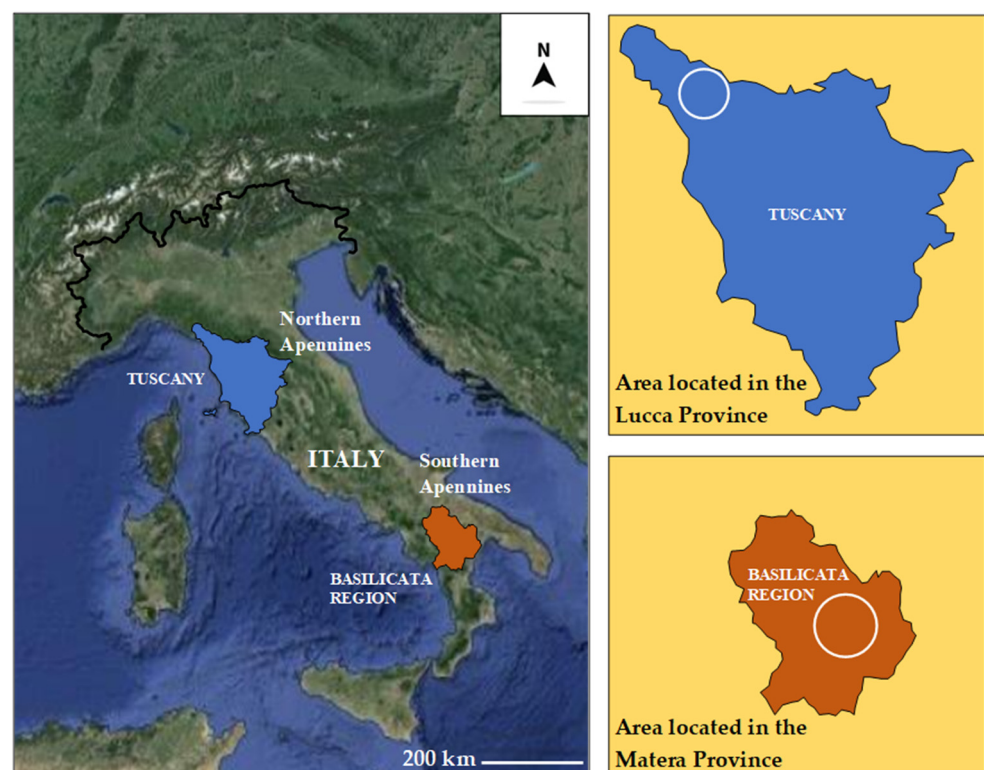 N
Northern
Apennines
TUSCANY
ITALY
Southern
Apennines
BASILICATA
REGION
200 km
TUSCANY
Area located in the
Lucca Province
BASILICATA
REGION
Area located in the
Matera Province